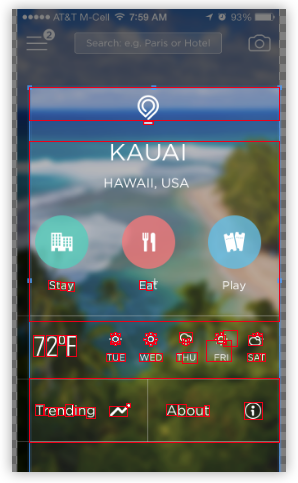 AT&T M-Cell 7:59 AM 93%
2
Search: e.g. Paris or Hotel
KAUAI
HAWAII, USA
Stay Eat Play
72°F
TUE WED THU FRI SAT
Trending About